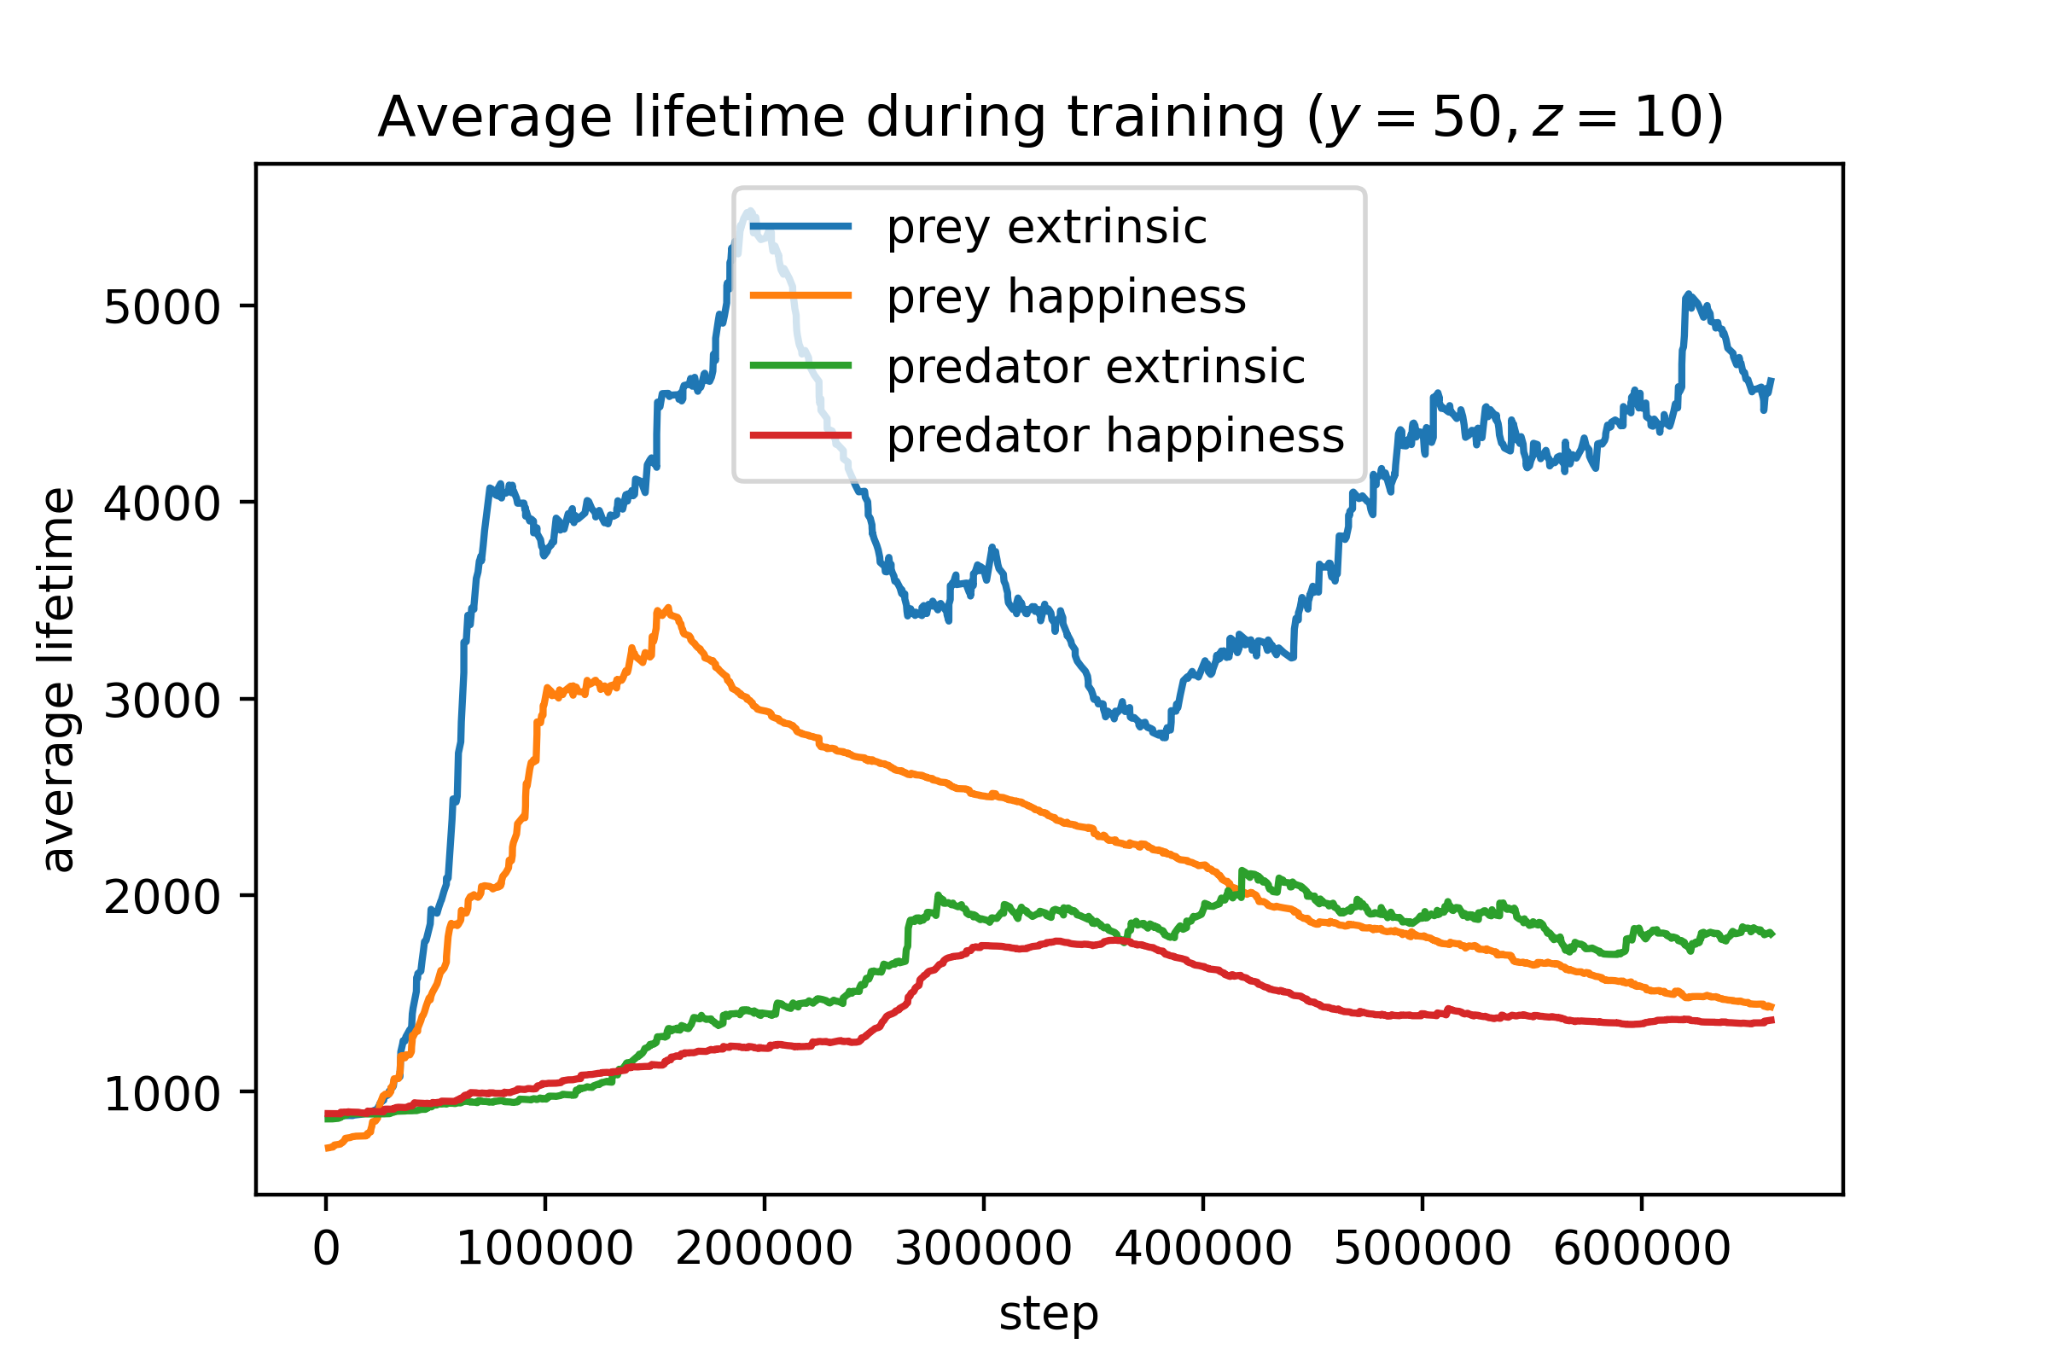 Average lifetime during training (y = 50, z = 10)
prey extrinsic
prey happiness
predator extrinsic
predator happiness
average lifetime
5000
4000
3000
2000
1000
0 100000 200000 300000 400000 500000 600000
step